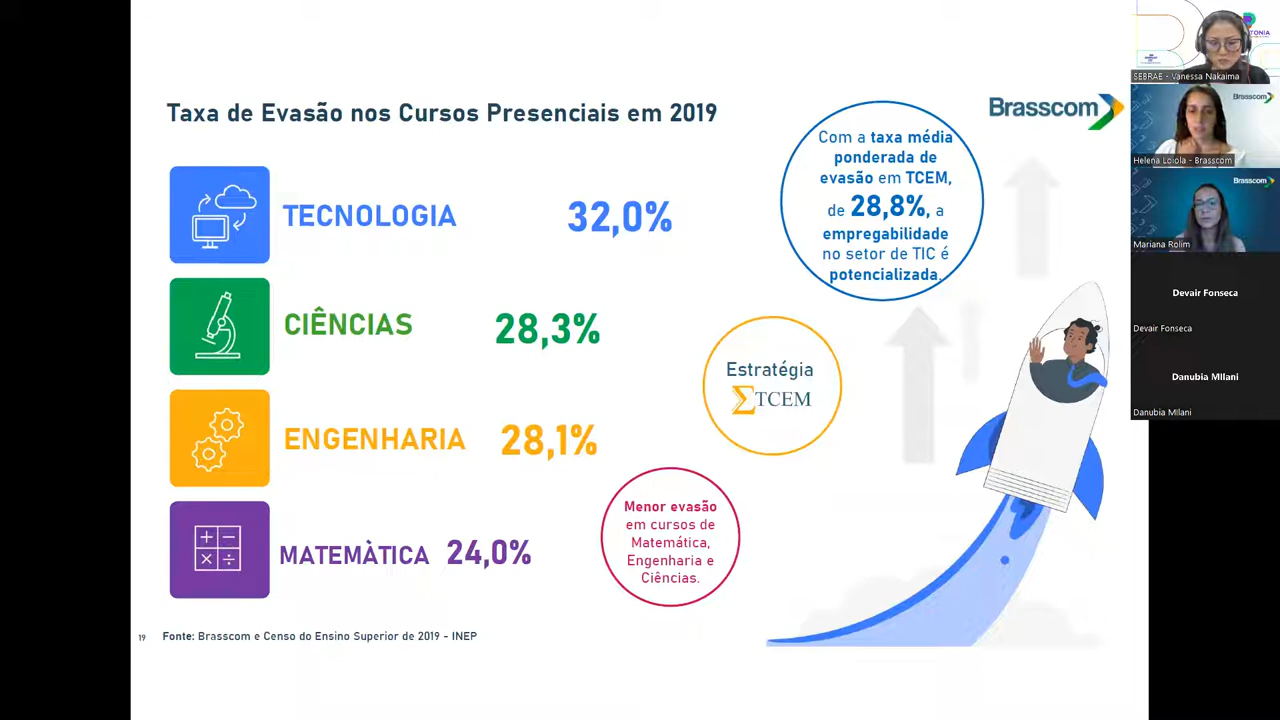 Taxa de Evasão nos Cursos Presenciais em 2019
TECNOLOGIA 32,0%
CIÊNCIAS 28,3%
ENGENHARIA 28,1%
MATEMÀTICA 24,0%
Com a taxa média
ponderada de
evasão em TCEM,
de 28,8%, a
empregabilidade
no setor de TIC é
potencializada.
Estratégia
ΣTCEM
Menor evasão
em cursos de
Matemática,
Engenharia e
Ciências.
19 Fonte: Brasscom e Censo do Ensino Superior de 2019 - INEP
Brasscom
SEBRAE - Vanessa Nakaima
Brasscom
Helena Loiola - Brasscom
Brasscom
Mariana Rolim
Devair Fonseca
Devair Fonseca
Danubia MIlani
Danubia MIlani